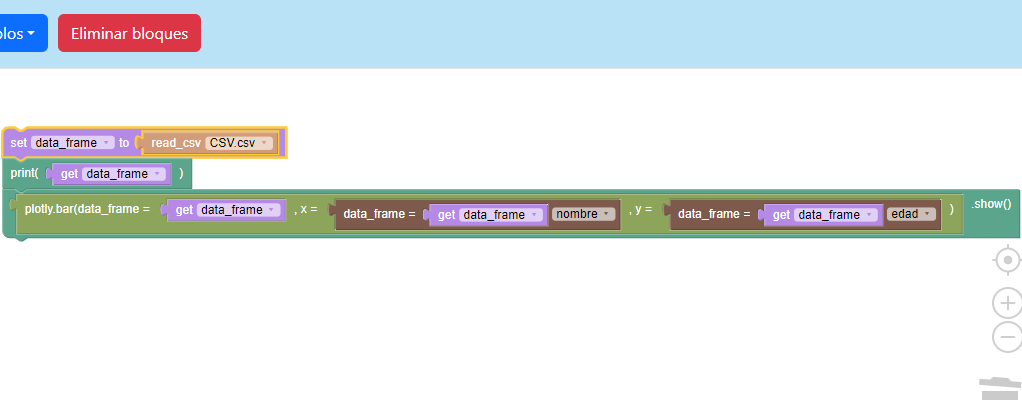 Eliminar bloques
set data_frame to read_csv CSV.csv
print( get data_frame )
plotly.bar(data_frame = get data_frame , x = data_frame = get data_frame nombre , y = data_frame = get data_frame edad ) .show()